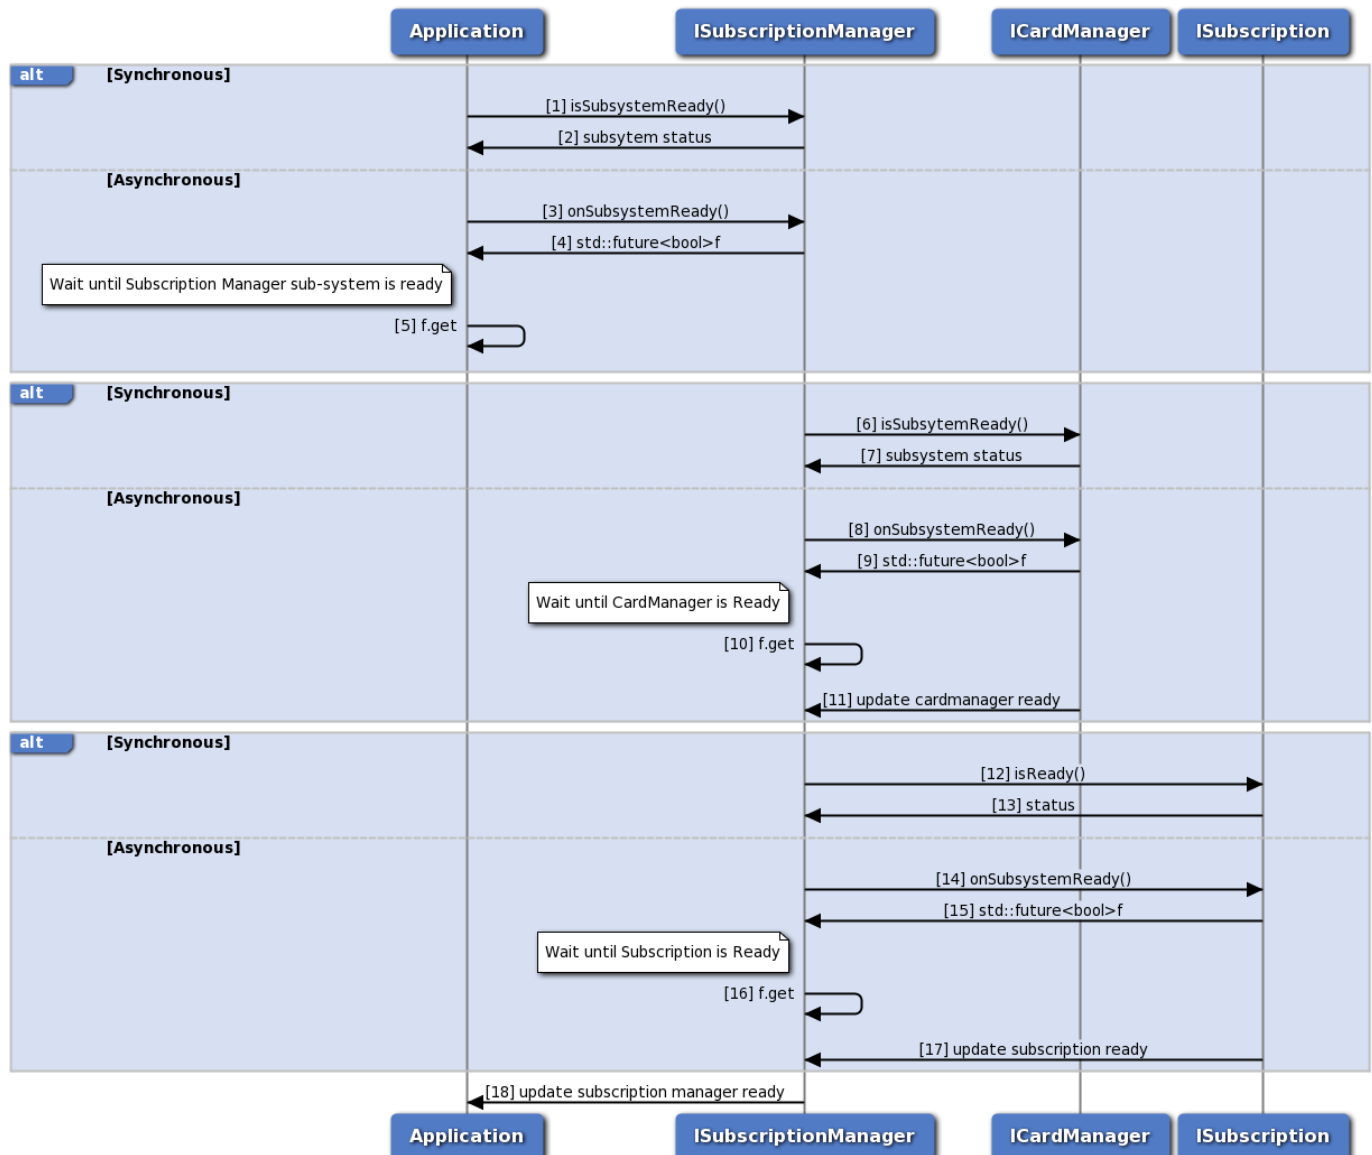 Application ISubscriptionManager ICardManager ISubscription
alt [Synchronous]
[1] isSubsystemReady()
[2] subsytem status
[Asynchronous]
[3] onSubsystemReady()
[4] std::future<bool>f
Wait until Subscription Manager sub-system is ready
[5] f.get
alt [Synchronous]
[6] isSubsytemReady()
[7] subsystem status
[Asynchronous]
[8] onSubsystemReady()
[9] std::future<bool>f
Wait until CardManager is Ready
[10] f.get
[11] update cardmanager ready
alt [Synchronous]
[12] isReady()
[13] status
[Asynchronous]
[14] onSubsystemReady()
[15] std::future<bool>f
Wait until Subscription is Ready
[16] f.get
[17] update subscription ready
[18] update subscription manager ready
Application ISubscriptionManager ICardManager ISubscription